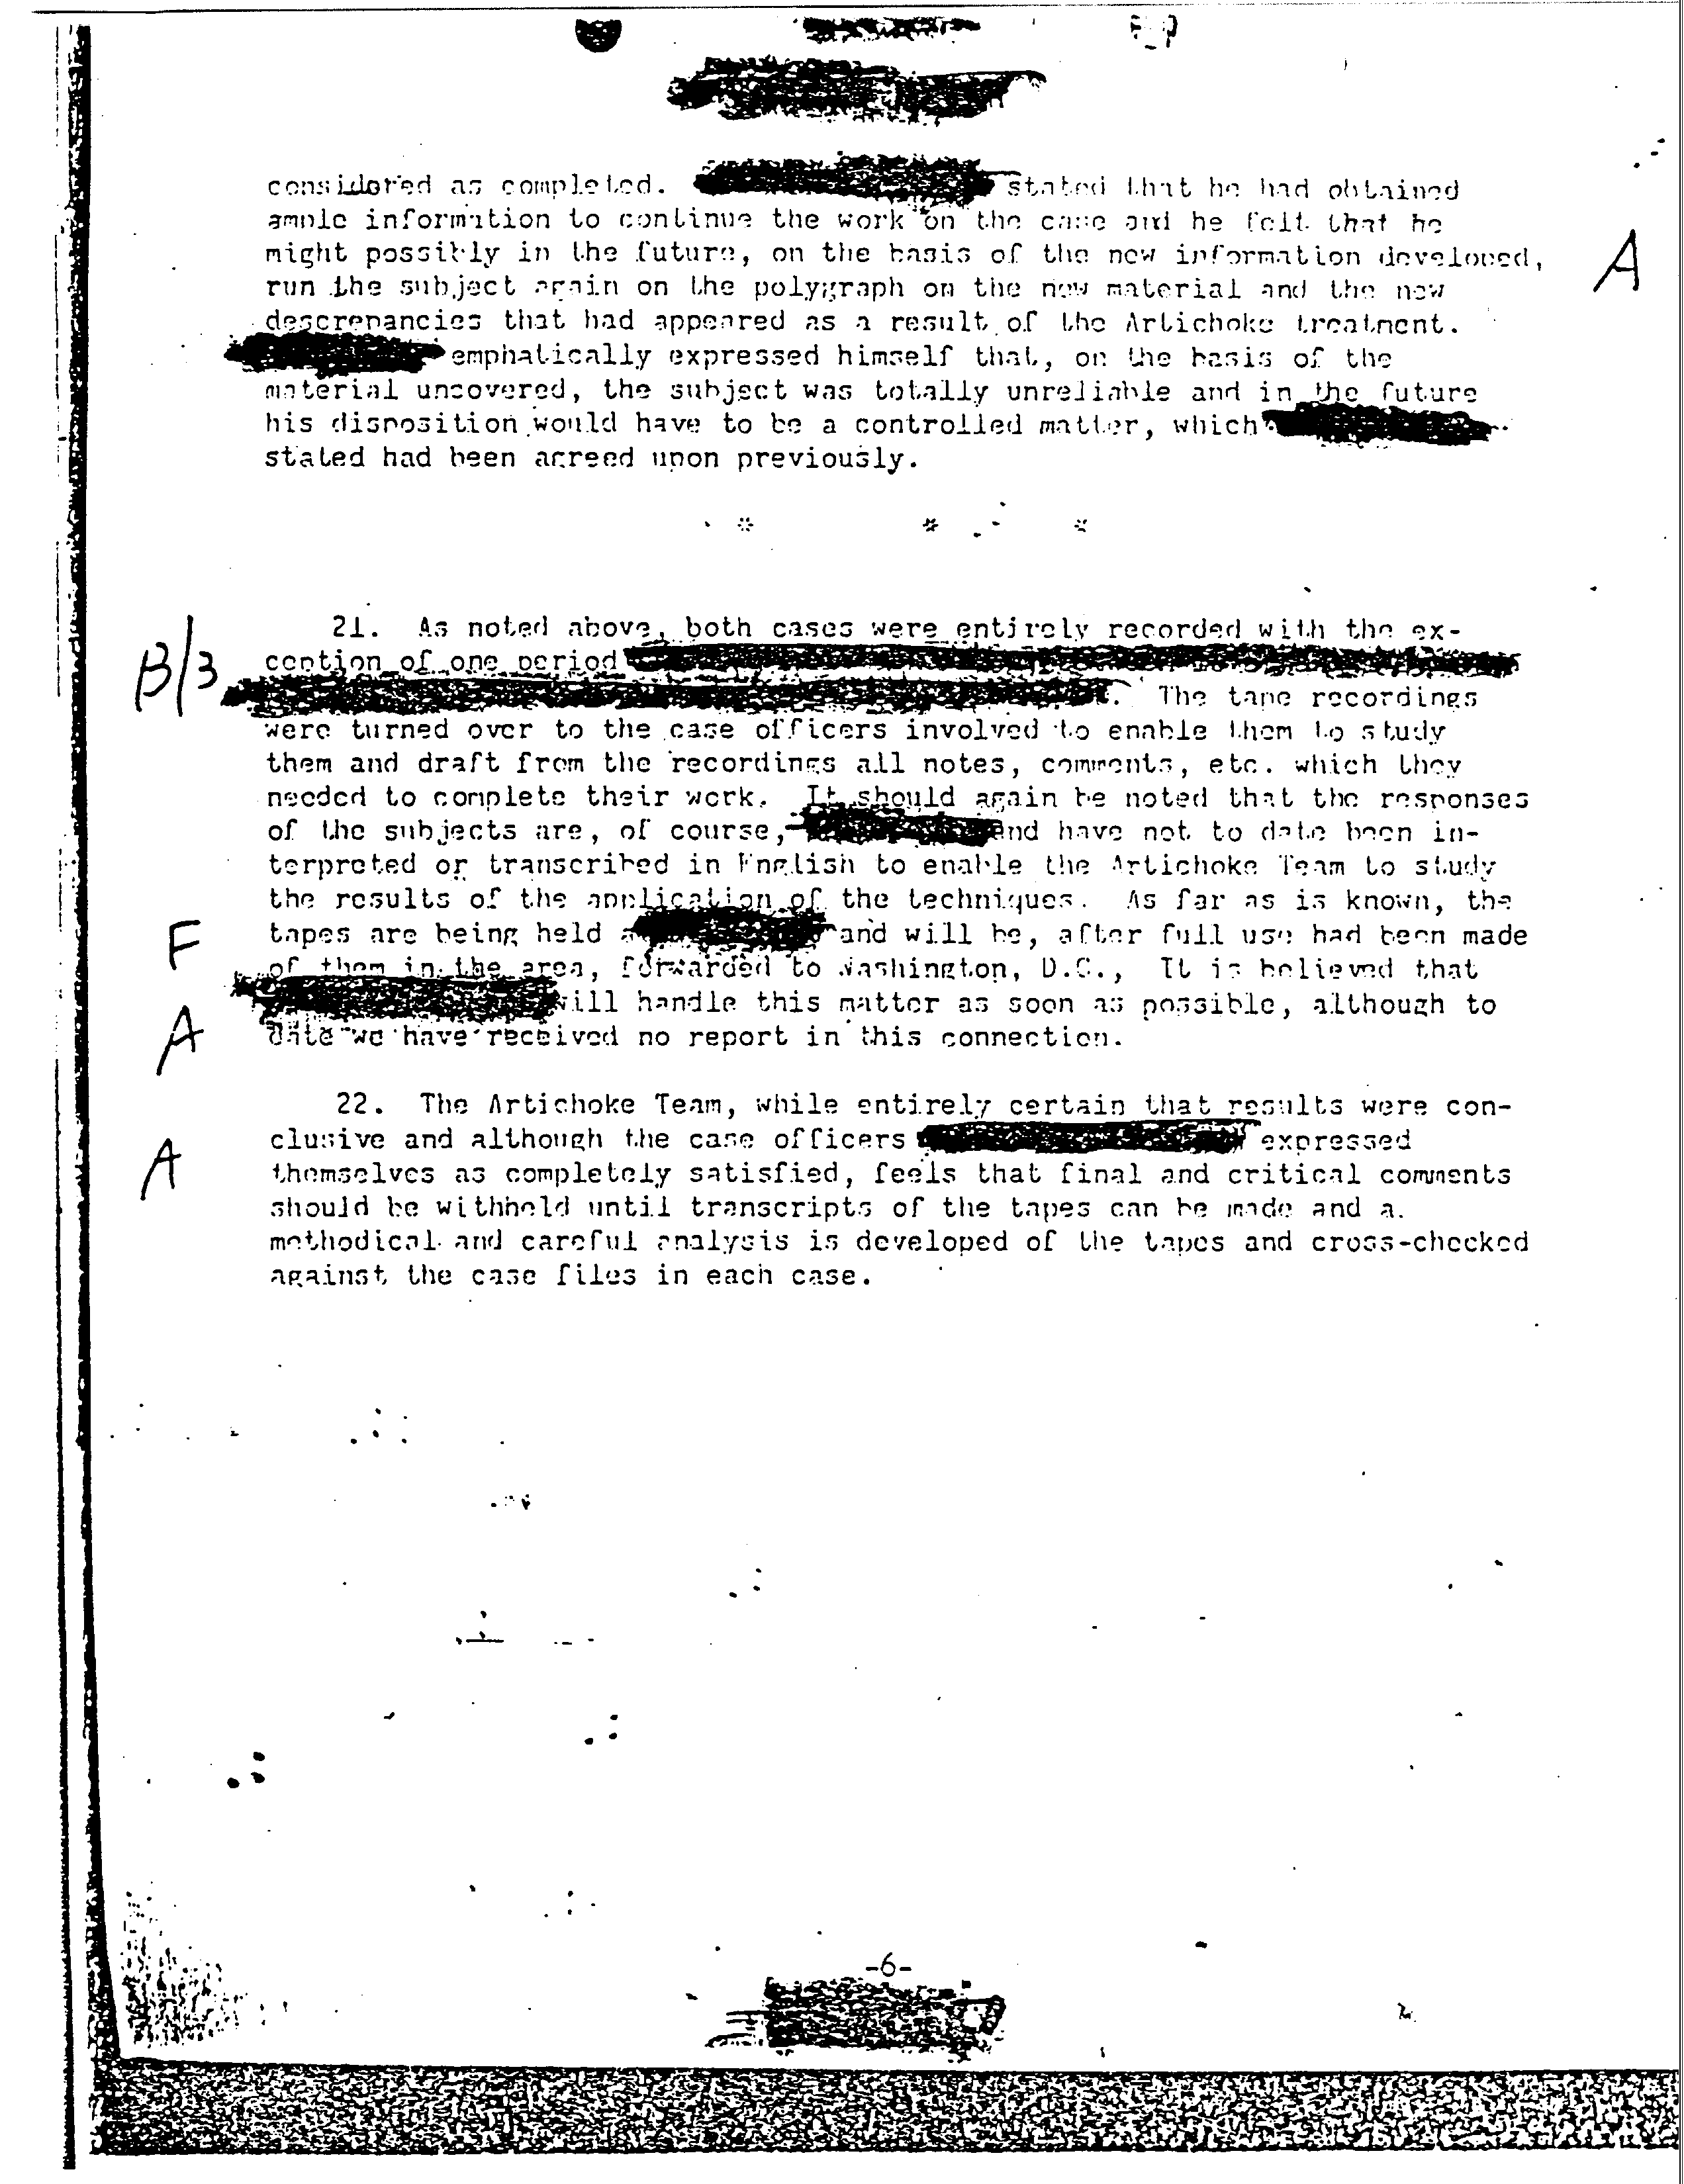 considered as completed. stated that he had obtained
ample information to continue the work on the case and he felt that he
might possibly in the future, on the basis of the new information developed,
A
run the subject again on the polygraph on the new material and the new
descrepancies that had appeared as a result of the Artichoke treatment.
emphatically expressed himself that, on the basis of the
material uncovered, the subject was totally unreliable and in the future
his disposition would have to be a controlled matter, which
stated had been agreed upon previously.
* * *
21. As noted above, both cases were entirely recorded with the ex-
B/3
ception of one period
. The tape recordings
were turned over to the case officers involved to enable them to study
them and draft from the recordings all notes, comments, etc. which they
needed to complete their work. It should again be noted that the responses
of the subjects are, of course, and have not to date been in-
terpreted or transcribed in English to enable the Artichoke Team to study
the results of the application of the techniques. As far as is known, the
F
tapes are being held and will be, after full use had been made
of them in the area, forwarded to Washington, D.C., It is believed that
will handle this matter as soon as possible, although to
A
date we have received no report in this connection.
22. The Artichoke Team, while entirely certain that results were con-
clusive and although the case officers expressed
A
themselves as completely satisfied, feels that final and critical comments
should be withheld until transcripts of the tapes can be made and a
methodical and careful analysis is developed of the tapes and cross-checked
against the case files in each case.
-6-